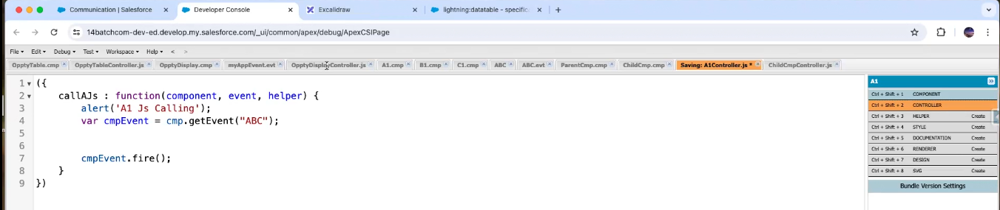 Communication | Salesforce
Developer Console
Excalidraw
lightning:datatable - specific
14batchcom-dev-ed.develop.my.salesforce.com/_ui/common/apex/debug/ApexCSIPage
File Edit Debug Test Workspace Help < >
OpptyTable.cmp OpptyTableController.js OpptyDisplay.cmp myAppEvent.evt OpptyDisplayController.js A1.cmp B1.cmp C1.cmp ABC ABC.evt ParentCmp.cmp ChildCmp.cmp Saving: A1Controller.js * ChildCmpController.js
1 ({
2 callAJs : function(component, event, helper) {
3 alert('A1 Js Calling');
4 var cmpEvent = cmp.getEvent("ABC");
5
6
7 cmpEvent.fire();
8 }
9 })
A1
Ctrl + Shift + 1 COMPONENT
Ctrl + Shift + 2 CONTROLLER
Ctrl + Shift + 3 HELPER Create
Ctrl + Shift + 4 STYLE Create
Ctrl + Shift + 5 DOCUMENTATION Create
Ctrl + Shift + 6 RENDERER Create
Ctrl + Shift + 7 DESIGN Create
Ctrl + Shift + 8 SVG Create
Bundle Version Settings